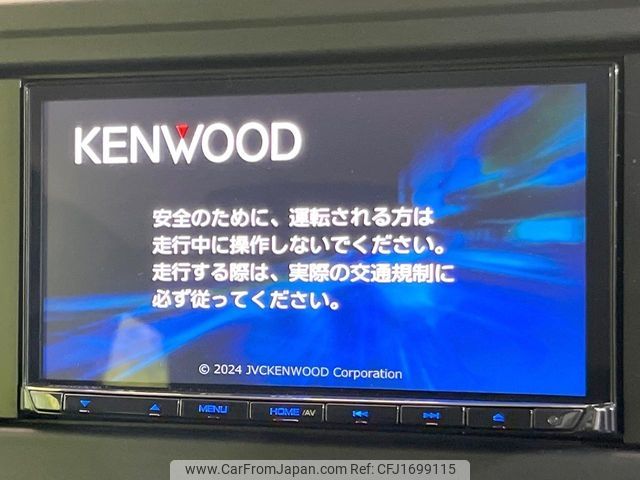 KENWOOD
安全のために、運転される方は
走行中に操作しないでください。
走行する際は、実際の交通規制に
必ず従ってください。
© 2024 JVCKENWOOD Corporation
MENU HOME /AV
www.CarFromJapan.com | Stock ID: CFJ1699115